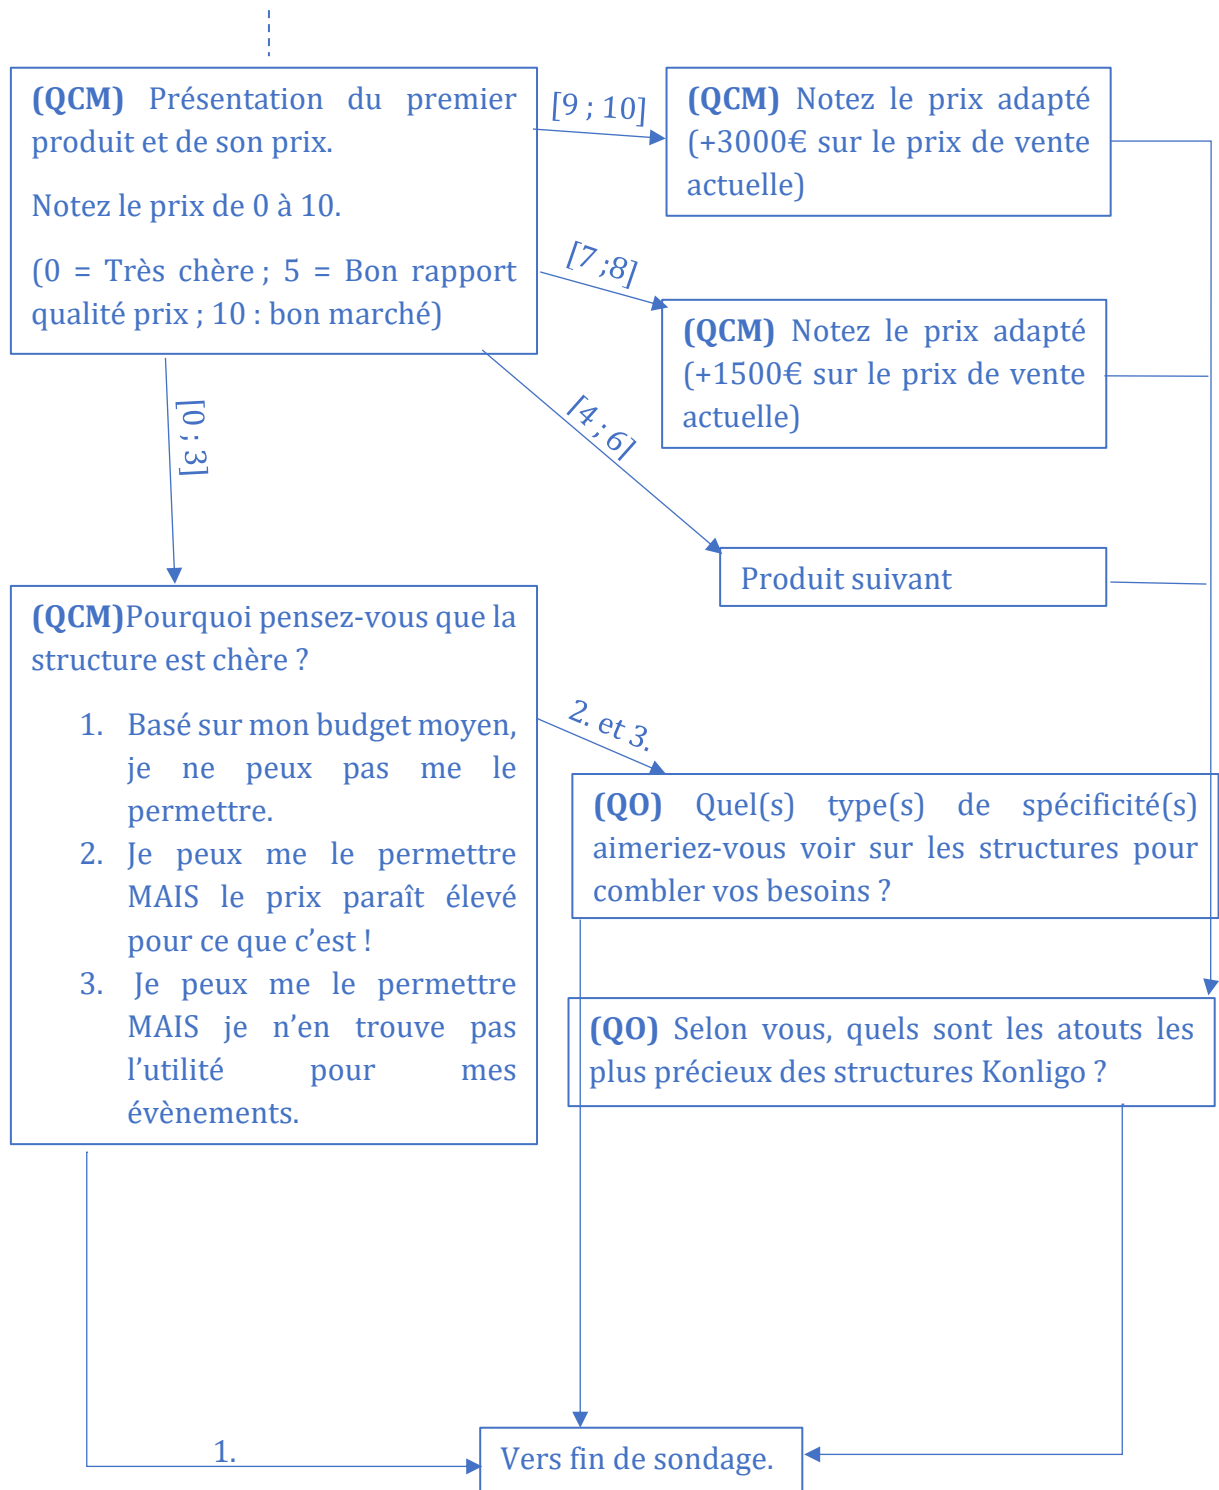 (QCM) Présentation du premier
produit et de son prix.
Notez le prix de 0 à 10.
(0 = Très chère ; 5 = Bon rapport
qualité prix ; 10 : bon marché)
[9 ; 10]
(QCM) Notez le prix adapté
(+3000€ sur le prix de vente
actuelle)
[7 ;8]
(QCM) Notez le prix adapté
(+1500€ sur le prix de vente
actuelle)
[4 ; 6]
Produit suivant
[0 ; 3]
(QCM)Pourquoi pensez-vous que la
structure est chère ?
1. Basé sur mon budget moyen,
je ne peux pas me le
permettre.
2. Je peux me le permettre
MAIS le prix paraît élevé
pour ce que c’est !
3. Je peux me le permettre
MAIS je n’en trouve pas
l’utilité pour mes
évènements.
2. et 3.
(QO) Quel(s) type(s) de spécificité(s)
aimeriez-vous voir sur les structures pour
combler vos besoins ?
(QO) Selon vous, quels sont les atouts les
plus précieux des structures Konligo ?
1.
Vers fin de sondage.